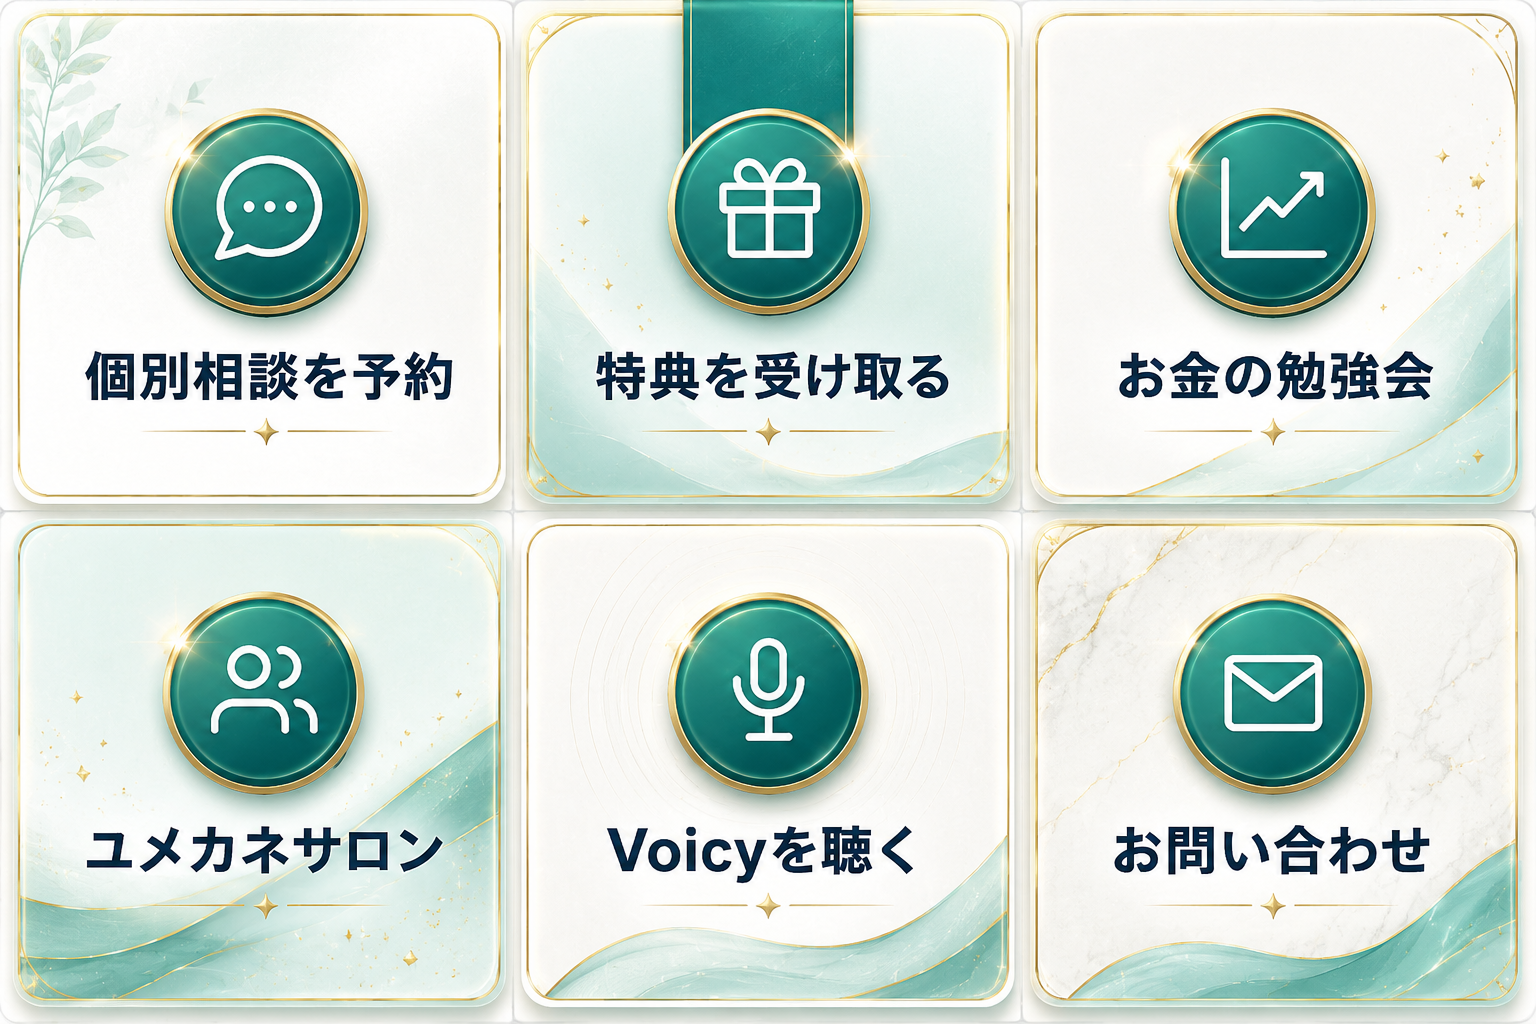 個別相談を予約
特典を受け取る
お金の勉強会
ユメカネサロン
Voicyを聴く
お問い合わせ